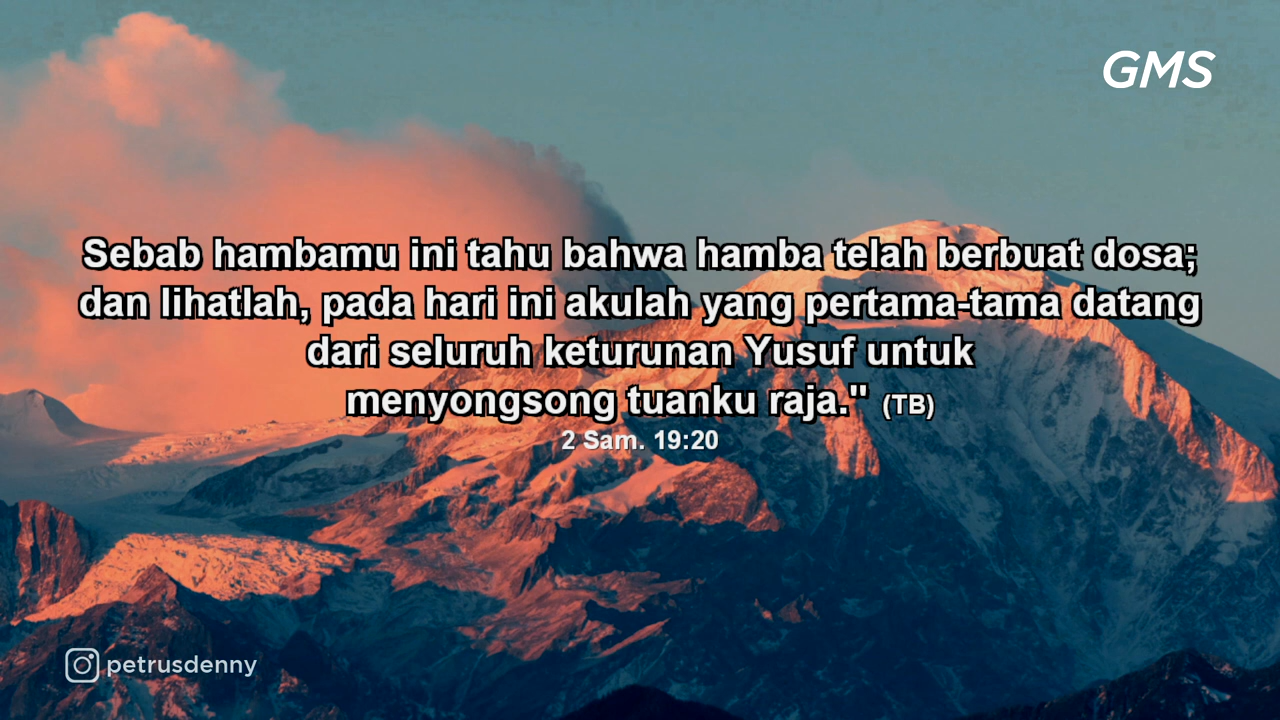 GMS
Sebab hambamu ini tahu bahwa hamba telah berbuat dosa;
dan lihatlah, pada hari ini akulah yang pertama-tama datang
dari seluruh keturunan Yusuf untuk
menyongsong tuanku raja." (TB)
2 Sam. 19:20
petrusdenny